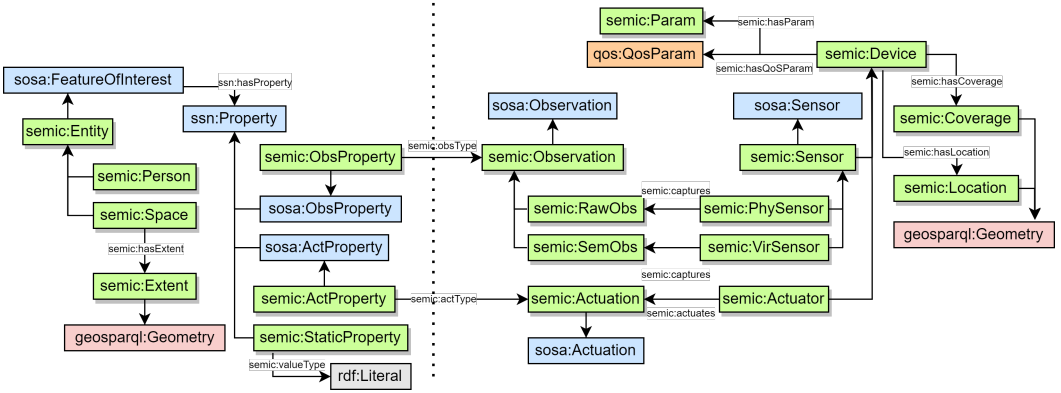 semic:Param
semic:hasParam
qos:QosParam
semic:Device
semic:hasQoSParam
sosa:FeatureOfInterest
ssn:hasProperty
semic:hasCoverage
ssn:Property
sosa:Observation
sosa:Sensor
semic:Coverage
semic:Entity
semic:obsType
semic:ObsProperty
semic:Observation
semic:Sensor
semic:hasLocation
semic:Person
semic:captures
semic:Location
semic:Space
sosa:ObsProperty
semic:RawObs
semic:PhySensor
geosparql:Geometry
semic:hasExtent
sosa:ActProperty
semic:SemObs
semic:VirSensor
semic:captures
semic:Extent
semic:ActProperty
semic:actType
semic:Actuation
semic:Actuator
semic:actuates
geosparql:Geometry
semic:StaticProperty
sosa:Actuation
semic:valueType
rdf:Literal